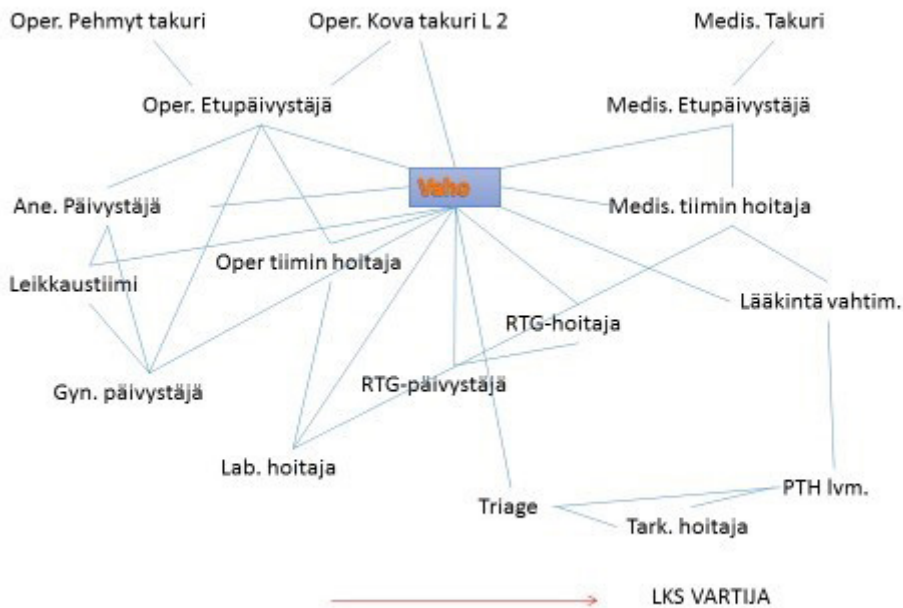 Oper. Pehmyt takuri
Oper. Kova takuri L 2
Medis. Takuri
Oper. Etupäivystäjä
Medis. Etupäivystäjä
Vaho
Ane. Päivystäjä
Medis. tiimin hoitaja
Oper tiimin hoitaja
Leikkaustiimi
Lääkintä vahtim.
RTG-hoitaja
RTG-päivystäjä
Gyn. päivystäjä
Lab. hoitaja
PTH lvm.
Triage
Tark. hoitaja
LKS VARTIJA